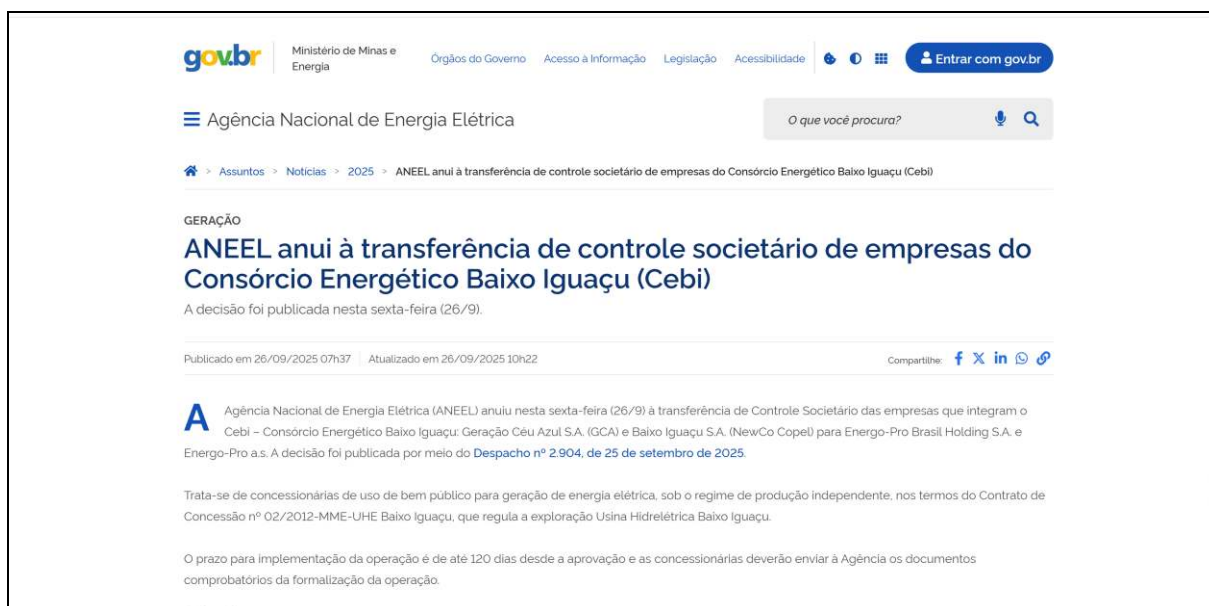 gov.br
Ministério de Minas e
Energia
Órgãos do Governo Acesso à Informação Legislação Acessibilidade
Entrar com gov.br
Agência Nacional de Energia Elétrica
O que você procura?
> Assuntos > Notícias > 2025 > ANEEL anui à transferência de controle societário de empresas do Consórcio Energético Baixo Iguaçu (Cebi)
GERAÇÃO
ANEEL anui à transferência de controle societário de empresas do
Consórcio Energético Baixo Iguaçu (Cebi)
A decisão foi publicada nesta sexta-feira (26/9).
Publicado em 26/09/2025 07h37 Atualizado em 26/09/2025 10h22
Compartilhe:
A Agência Nacional de Energia Elétrica (ANEEL) anuiu nesta sexta-feira (26/9) à transferência de Controle Societário das empresas que integram o
Cebi – Consórcio Energético Baixo Iguaçu: Geração Céu Azul S.A. (GCA) e Baixo Iguaçu S.A. (NewCo Copel) para Energo-Pro Brasil Holding S.A. e
Energo-Pro a.s. A decisão foi publicada por meio do Despacho nº 2.904, de 25 de setembro de 2025.
Trata-se de concessionárias de uso de bem público para geração de energia elétrica, sob o regime de produção independente, nos termos do Contrato de
Concessão nº 02/2012-MME-UHE Baixo Iguaçu, que regula a exploração Usina Hidrelétrica Baixo Iguaçu.
O prazo para implementação da operação é de até 120 dias desde a aprovação e as concessionárias deverão enviar à Agência os documentos
comprobatórios da formalização da operação.